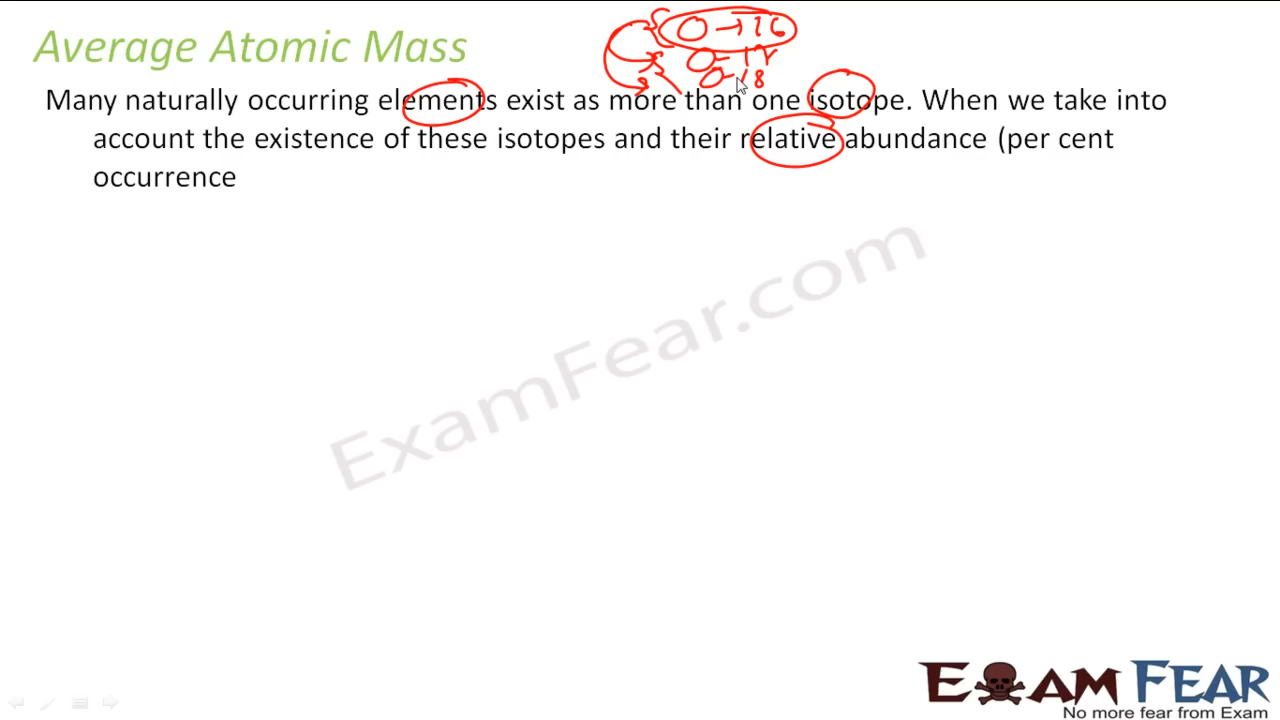 Average Atomic Mass
O → 16
O - 17
O - 18
Many naturally occurring elements exist as more than one isotope. When we take into
account the existence of these isotopes and their relative abundance (per cent
occurrence
ExamFear.com
EXAM FEAR
No more fear from Exam